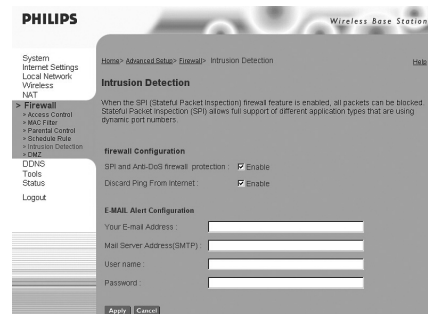 PHILIPS
Wireless Base Station
System
Internet Settings
Local Network
Wireless
NAT
> Firewall
» Access Control
» MAC Filter
» Parental Control
» Schedule Rule
» Intrusion Detection
» DMZ
DDNS
Tools
Status
Logout
Home> Advanced Setup> Firewall> Intrusion Detection
Help
Intrusion Detection
When the SPI (Stateful Packet Inspection) firewall feature is enabled, all packets can be blocked.
Stateful Packet Inspection (SPI) allows full support of different application types that are using
dynamic port numbers.
firewall Configuration
SPI and Anti-DoS firewall protection : Enable
Discard Ping From Internet : Enable
E-MAIL Alert Configuration
Your E-mail Address :
Mail Server Address(SMTP) :
User name :
Password :
Apply Cancel